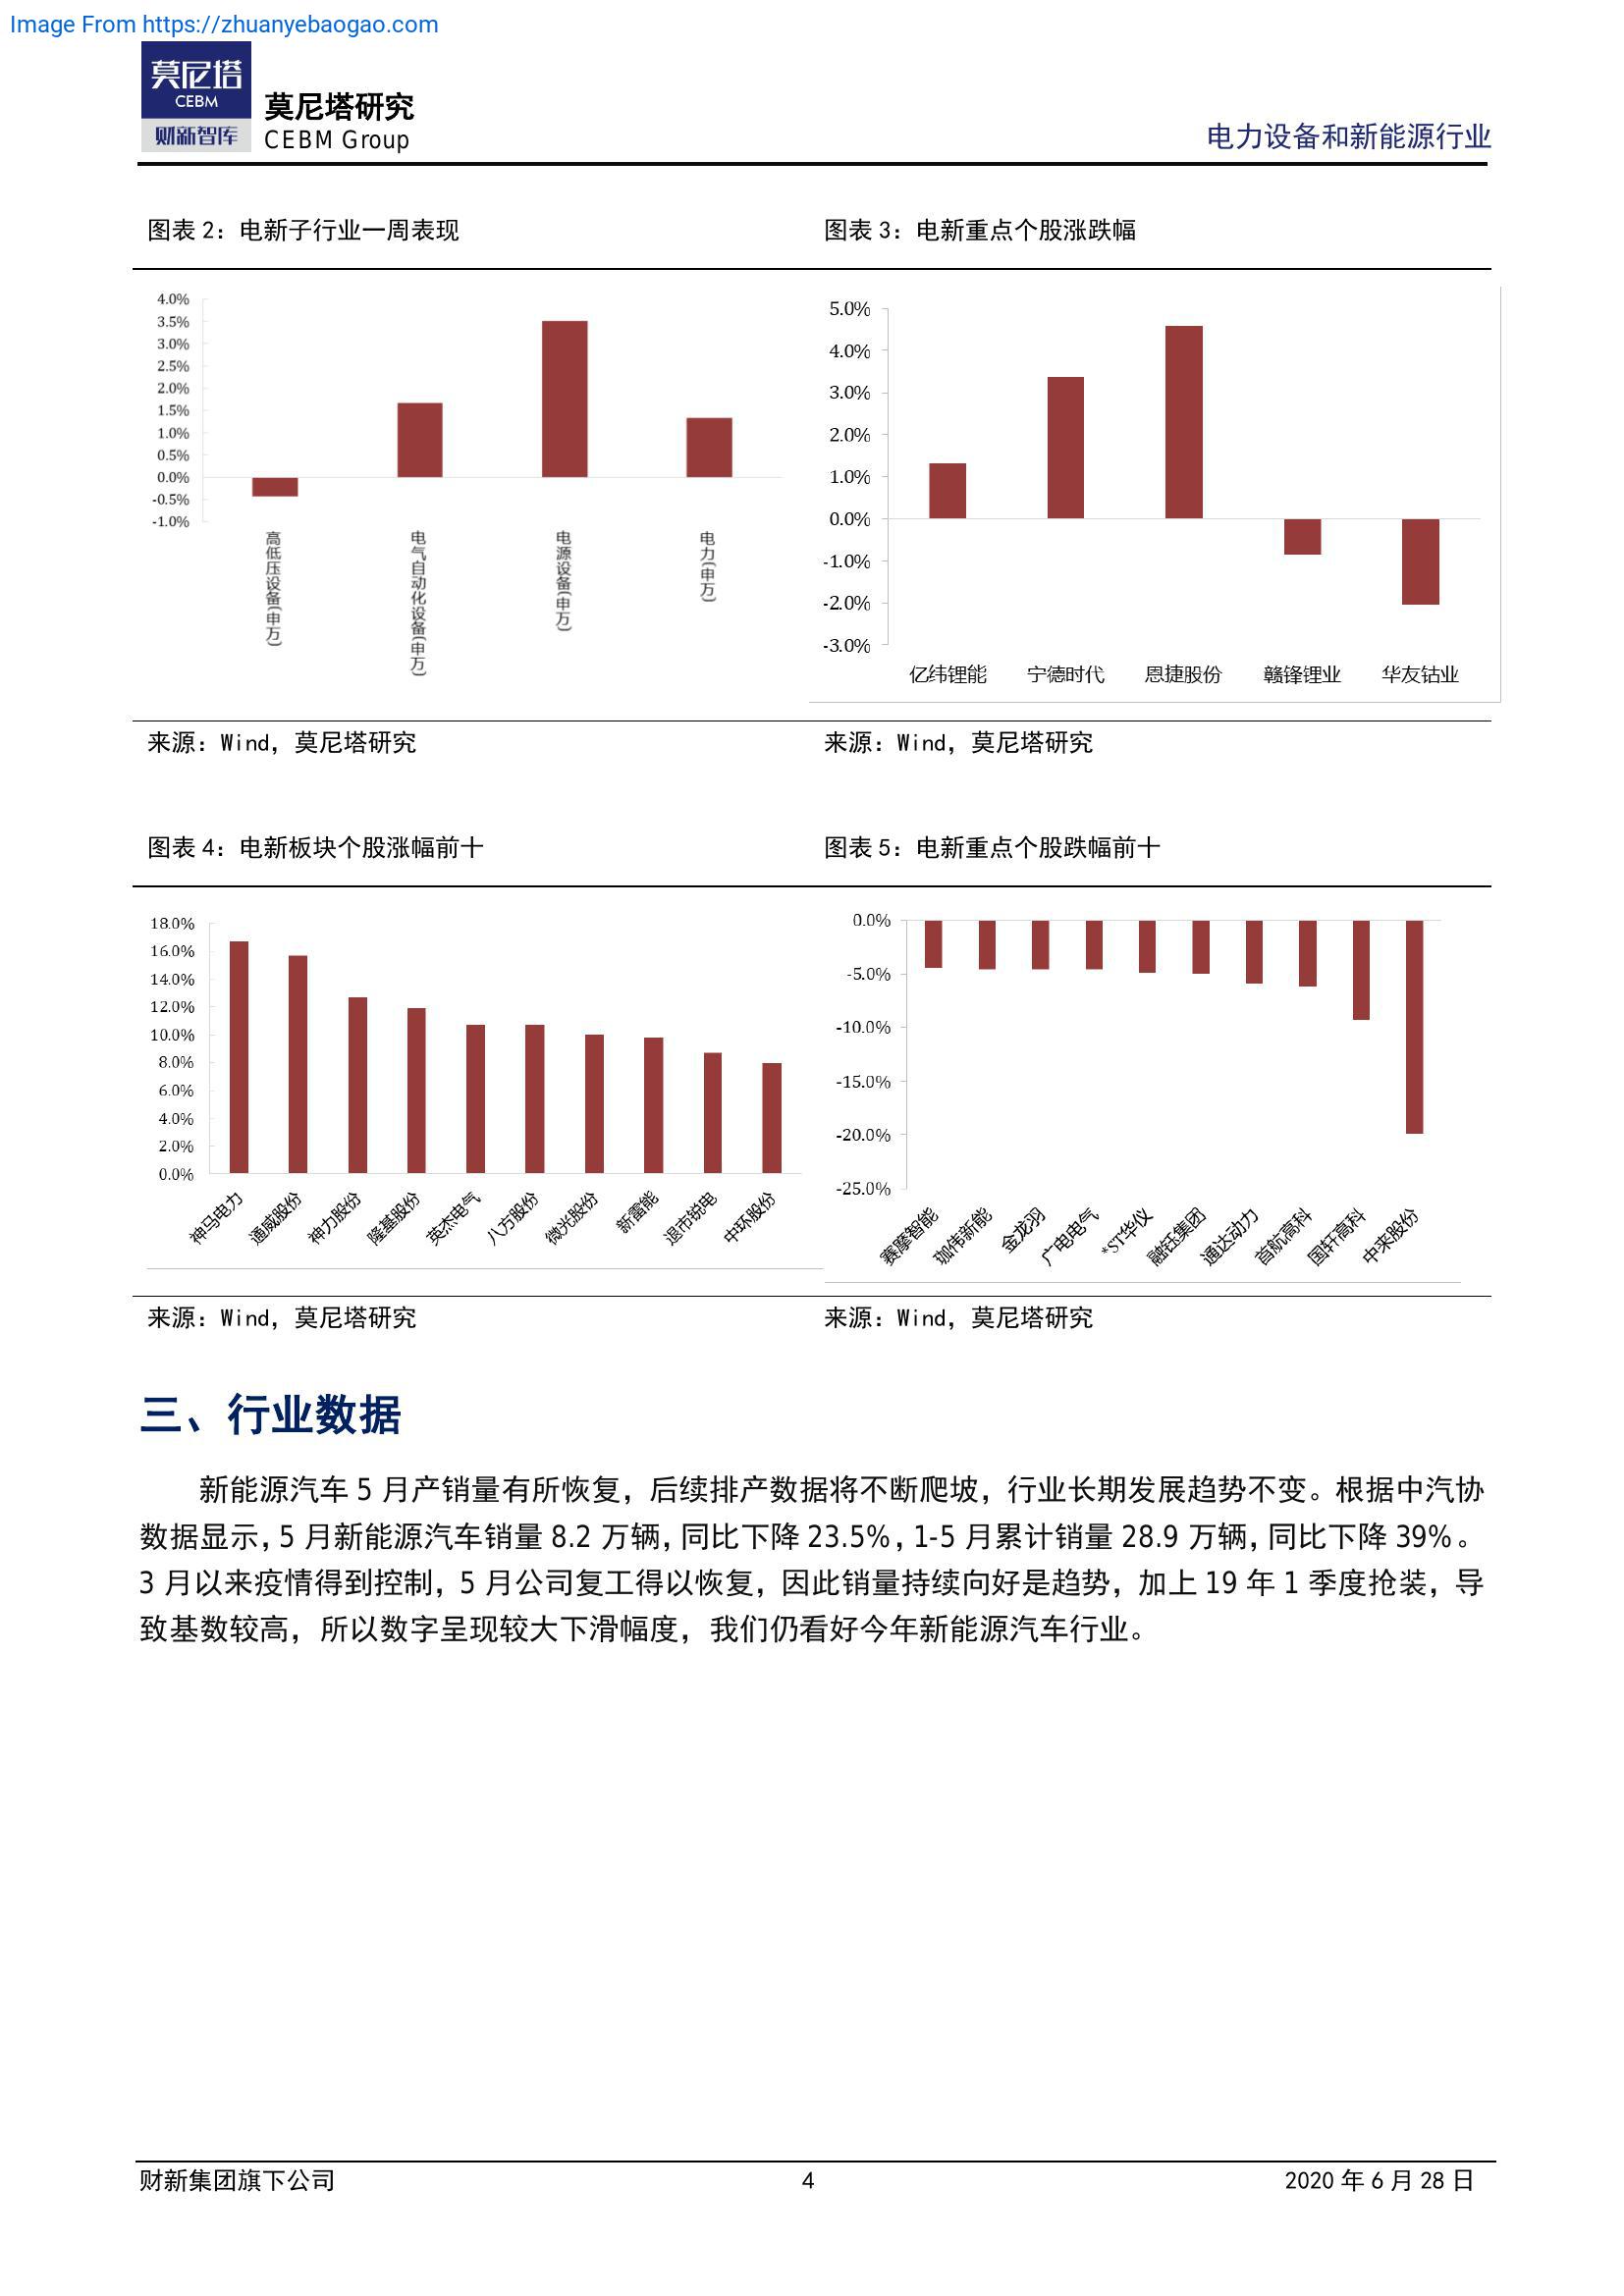 Image From https://zhuanyebaogao.com
莫尼塔
CEBM
财新智库
莫尼塔研究
CEBM Group
电力设备和新能源行业
图表 2：电新子行业一周表现
4.0%
3.5%
3.0%
2.5%
2.0%
1.5%
1.0%
0.5%
0.0%
-0.5%
-1.0%
高低压设备(申万)
电气自动化设备(申万)
电源设备(申万)
电力(申万)
来源：Wind，莫尼塔研究
图表 3：电新重点个股涨跌幅
5.0%
4.0%
3.0%
2.0%
1.0%
0.0%
-1.0%
-2.0%
-3.0%
亿纬锂能 宁德时代 恩捷股份 赣锋锂业 华友钴业
来源：Wind，莫尼塔研究
图表 4：电新板块个股涨幅前十
18.0%
16.0%
14.0%
12.0%
10.0%
8.0%
6.0%
4.0%
2.0%
0.0%
神马电力
通威股份
神力股份
隆基股份
英杰电气
八方股份
微光股份
新雷能
退市锐电
中环股份
来源：Wind，莫尼塔研究
图表 5：电新重点个股跌幅前十
0.0%
-5.0%
-10.0%
-15.0%
-20.0%
-25.0%
赛摩智能
珈伟新能
金龙羽
广电电气
*ST华仪
融钰集团
通达动力
首航高科
国轩高科
中来股份
来源：Wind，莫尼塔研究
三、行业数据
新能源汽车 5 月产销量有所恢复，后续排产数据将不断爬坡，行业长期发展趋势不变。根据中汽协
数据显示，5 月新能源汽车销量 8.2 万辆，同比下降 23.5%，1-5 月累计销量 28.9 万辆，同比下降 39%。
3 月以来疫情得到控制，5 月公司复工得以恢复，因此销量持续向好是趋势，加上 19 年 1 季度抢装，导
致基数较高，所以数字呈现较大下滑幅度，我们仍看好今年新能源汽车行业。
财新集团旗下公司
4
2020 年 6 月 28 日